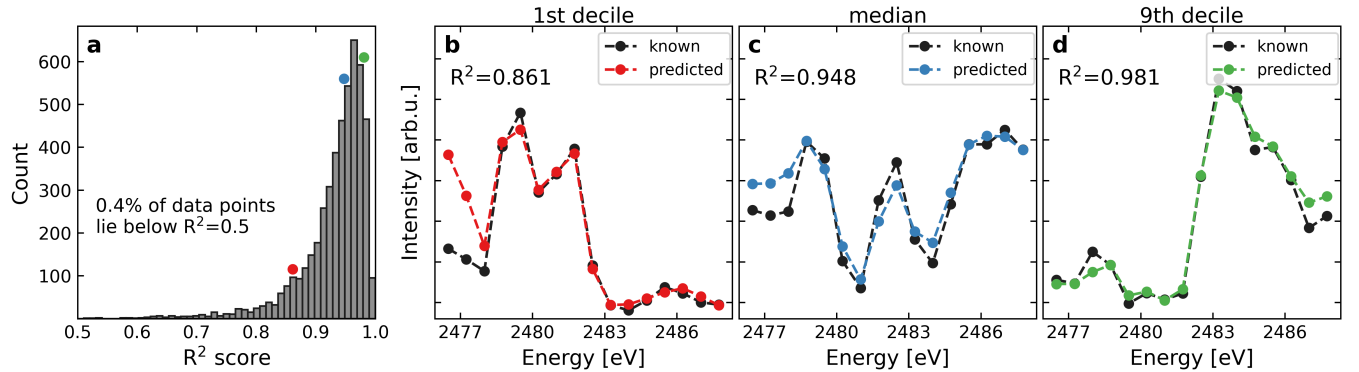 a
Count
600
500
400
300
200
100
0.4% of data points
lie below R²=0.5
0.5 0.6 0.7 0.8 0.9 1.0
R² score
1st decile
b
known
predicted
R²=0.861
Intensity [arb.u.]
2477 2480 2483 2486
Energy [eV]
median
c
known
predicted
R²=0.948
2477 2480 2483 2486
Energy [eV]
9th decile
d
known
predicted
R²=0.981
2477 2480 2483 2486
Energy [eV]